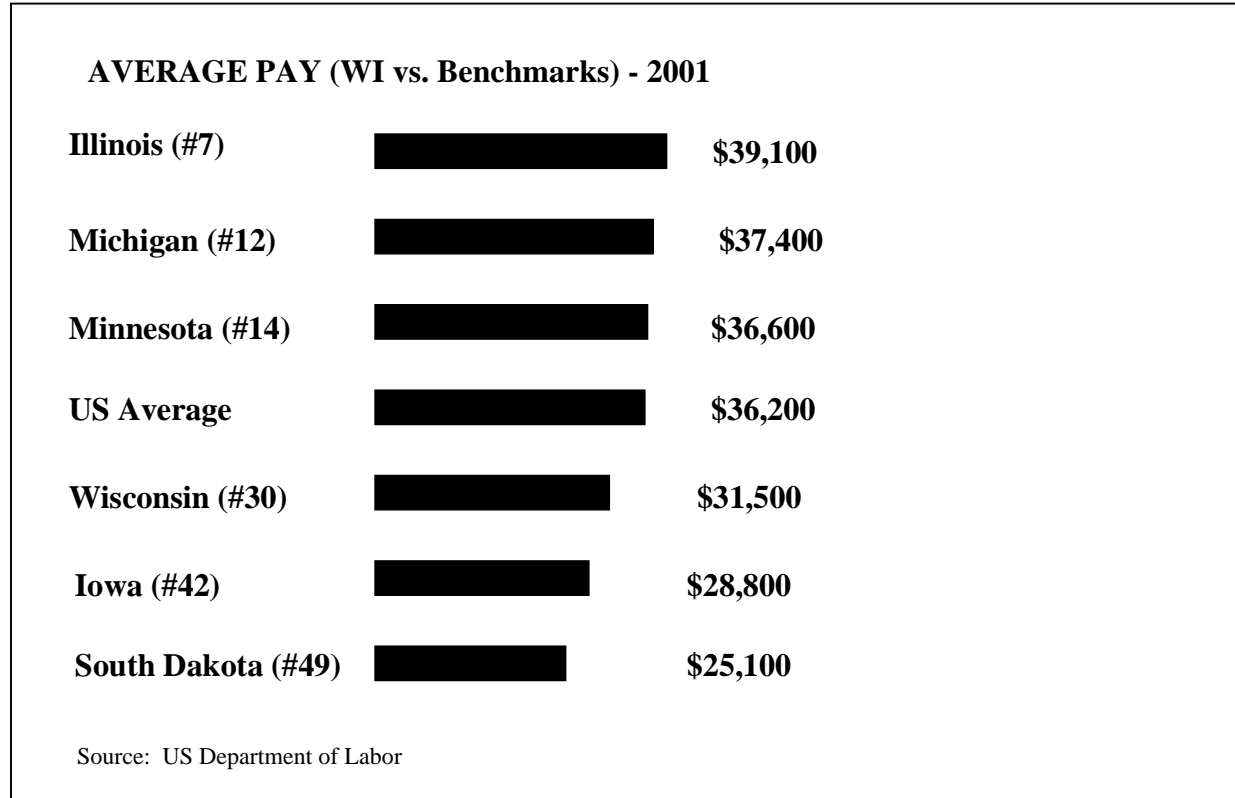 AVERAGE PAY (WI vs. Benchmarks) - 2001
Illinois (#7) $39,100
Michigan (#12) $37,400
Minnesota (#14) $36,600
US Average $36,200
Wisconsin (#30) $31,500
Iowa (#42) $28,800
South Dakota (#49) $25,100
Source: US Department of Labor